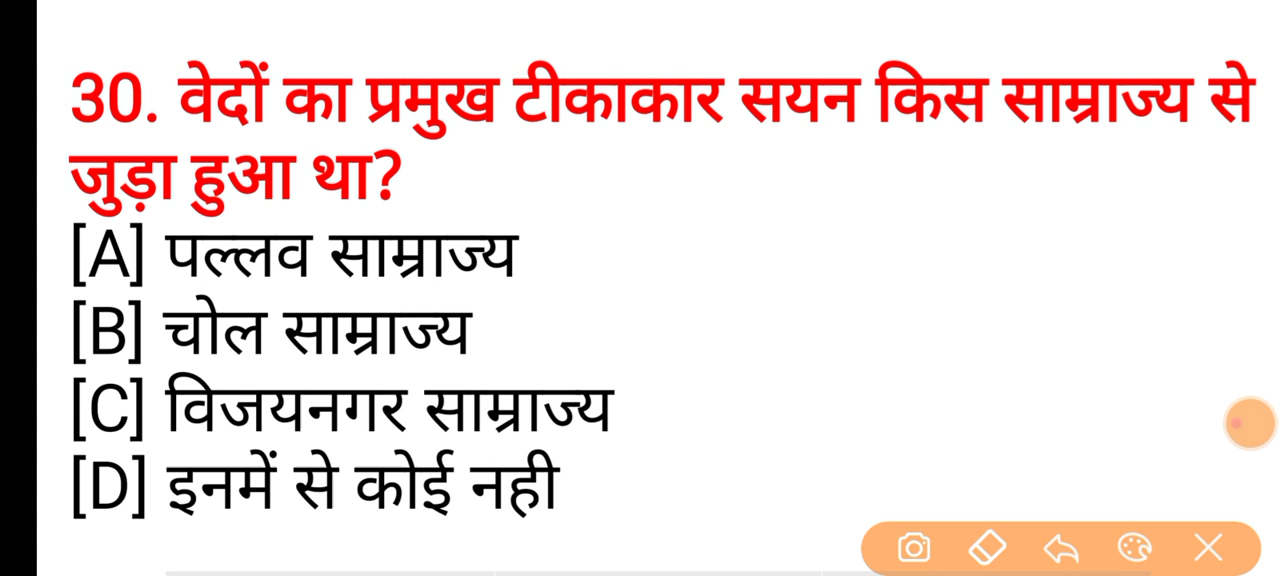 30. वेदों का प्रमुख टीकाकार सयन किस साम्राज्य से
जुड़ा हुआ था?
[A] पल्लव साम्राज्य
[B] चोल साम्राज्य
[C] विजयनगर साम्राज्य
[D] इनमें से कोई नही